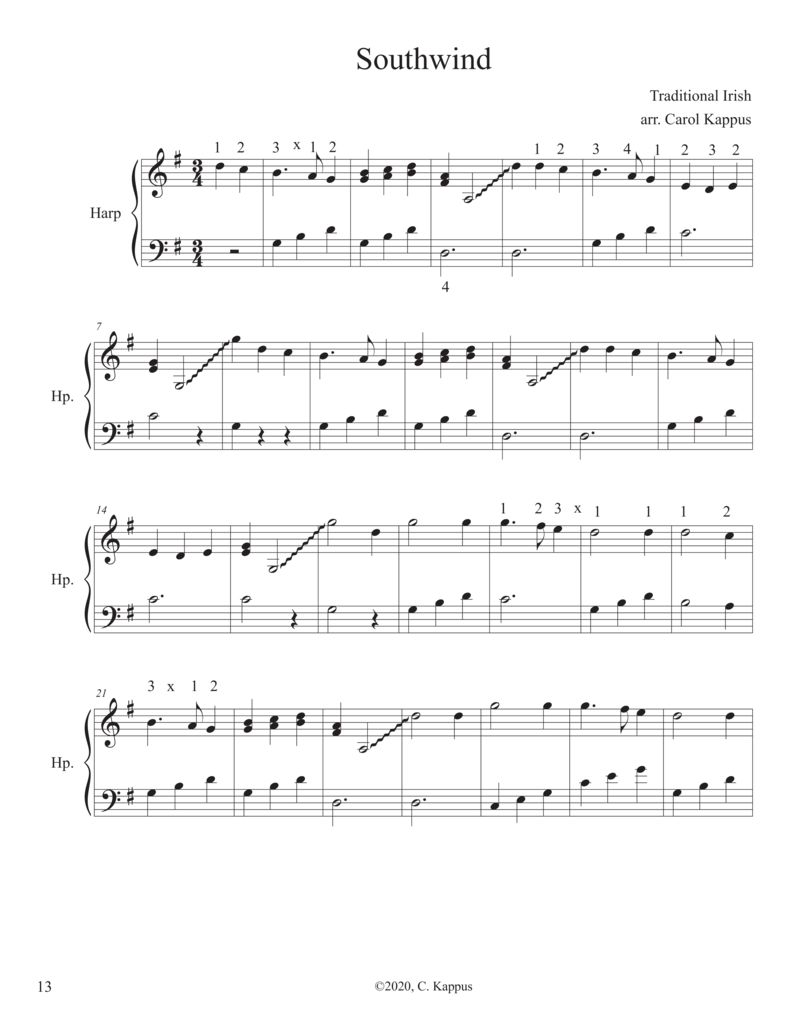 Southwind
Traditional Irish
arr. Carol Kappus
1 2 3 x 1 2 1 2 3 4 1 2 3 2
Harp
3 4
3 4
4
7
Hp.
14
1 2 3 x 1 1 1 2
Hp.
21
3 x 1 2
Hp.
13
©2020, C. Kappus